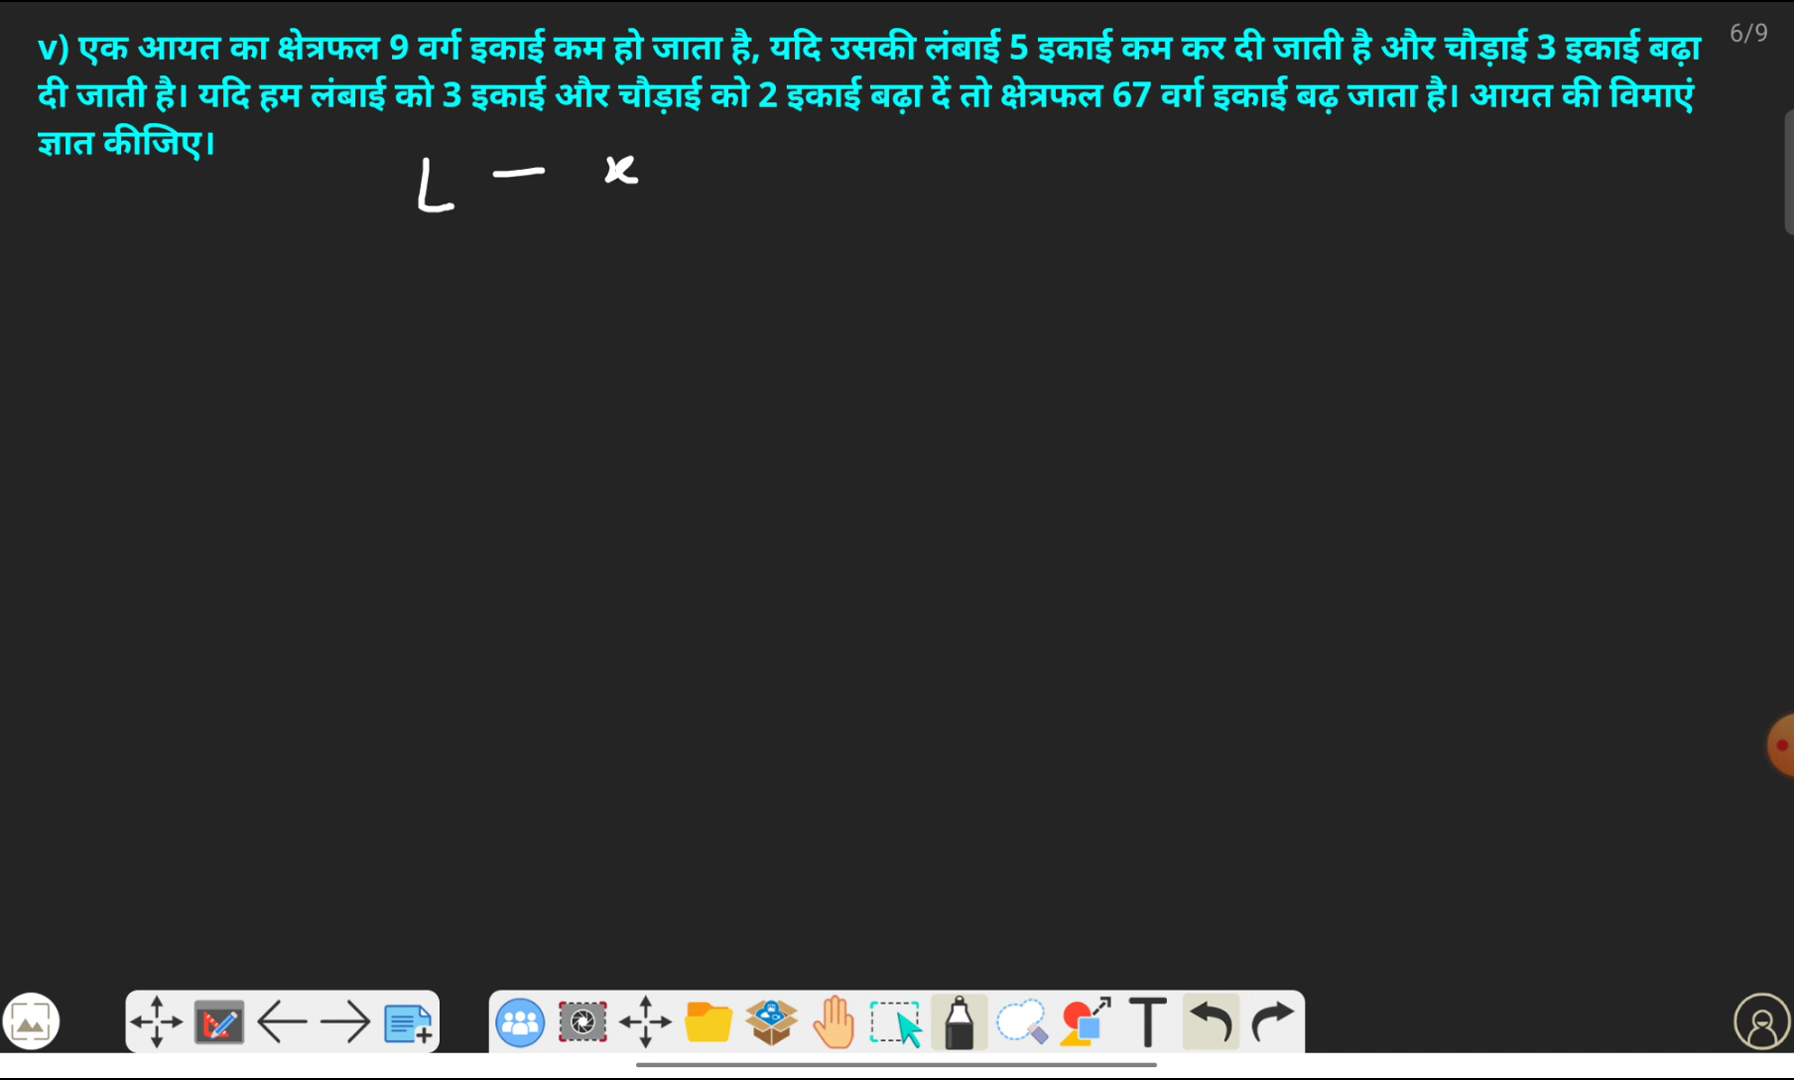 6/9
v) एक आयत का क्षेत्रफल 9 वर्ग इकाई कम हो जाता है, यदि उसकी लंबाई 5 इकाई कम कर दी जाती है और चौड़ाई 3 इकाई बढ़ा
दी जाती है। यदि हम लंबाई को 3 इकाई और चौड़ाई को 2 इकाई बढ़ा दें तो क्षेत्रफल 67 वर्ग इकाई बढ़ जाता है। आयत की विमाएं
ज्ञात कीजिए।
L — x
T